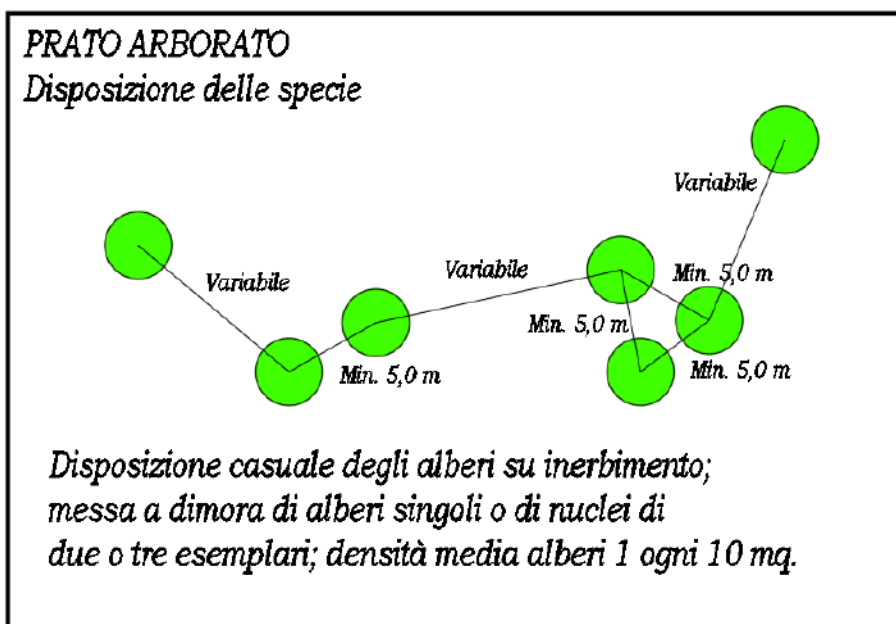 PRATO ARBORATO
Disposizione delle specie
Variabile
Variabile
Variabile
Min. 5,0 m
Min. 5,0 m
Min. 5,0 m
Min. 5,0 m
Disposizione casuale degli alberi su inerbimento;
messa a dimora di alberi singoli o di nuclei di
due o tre esemplari; densità media alberi 1 ogni 10 mq.